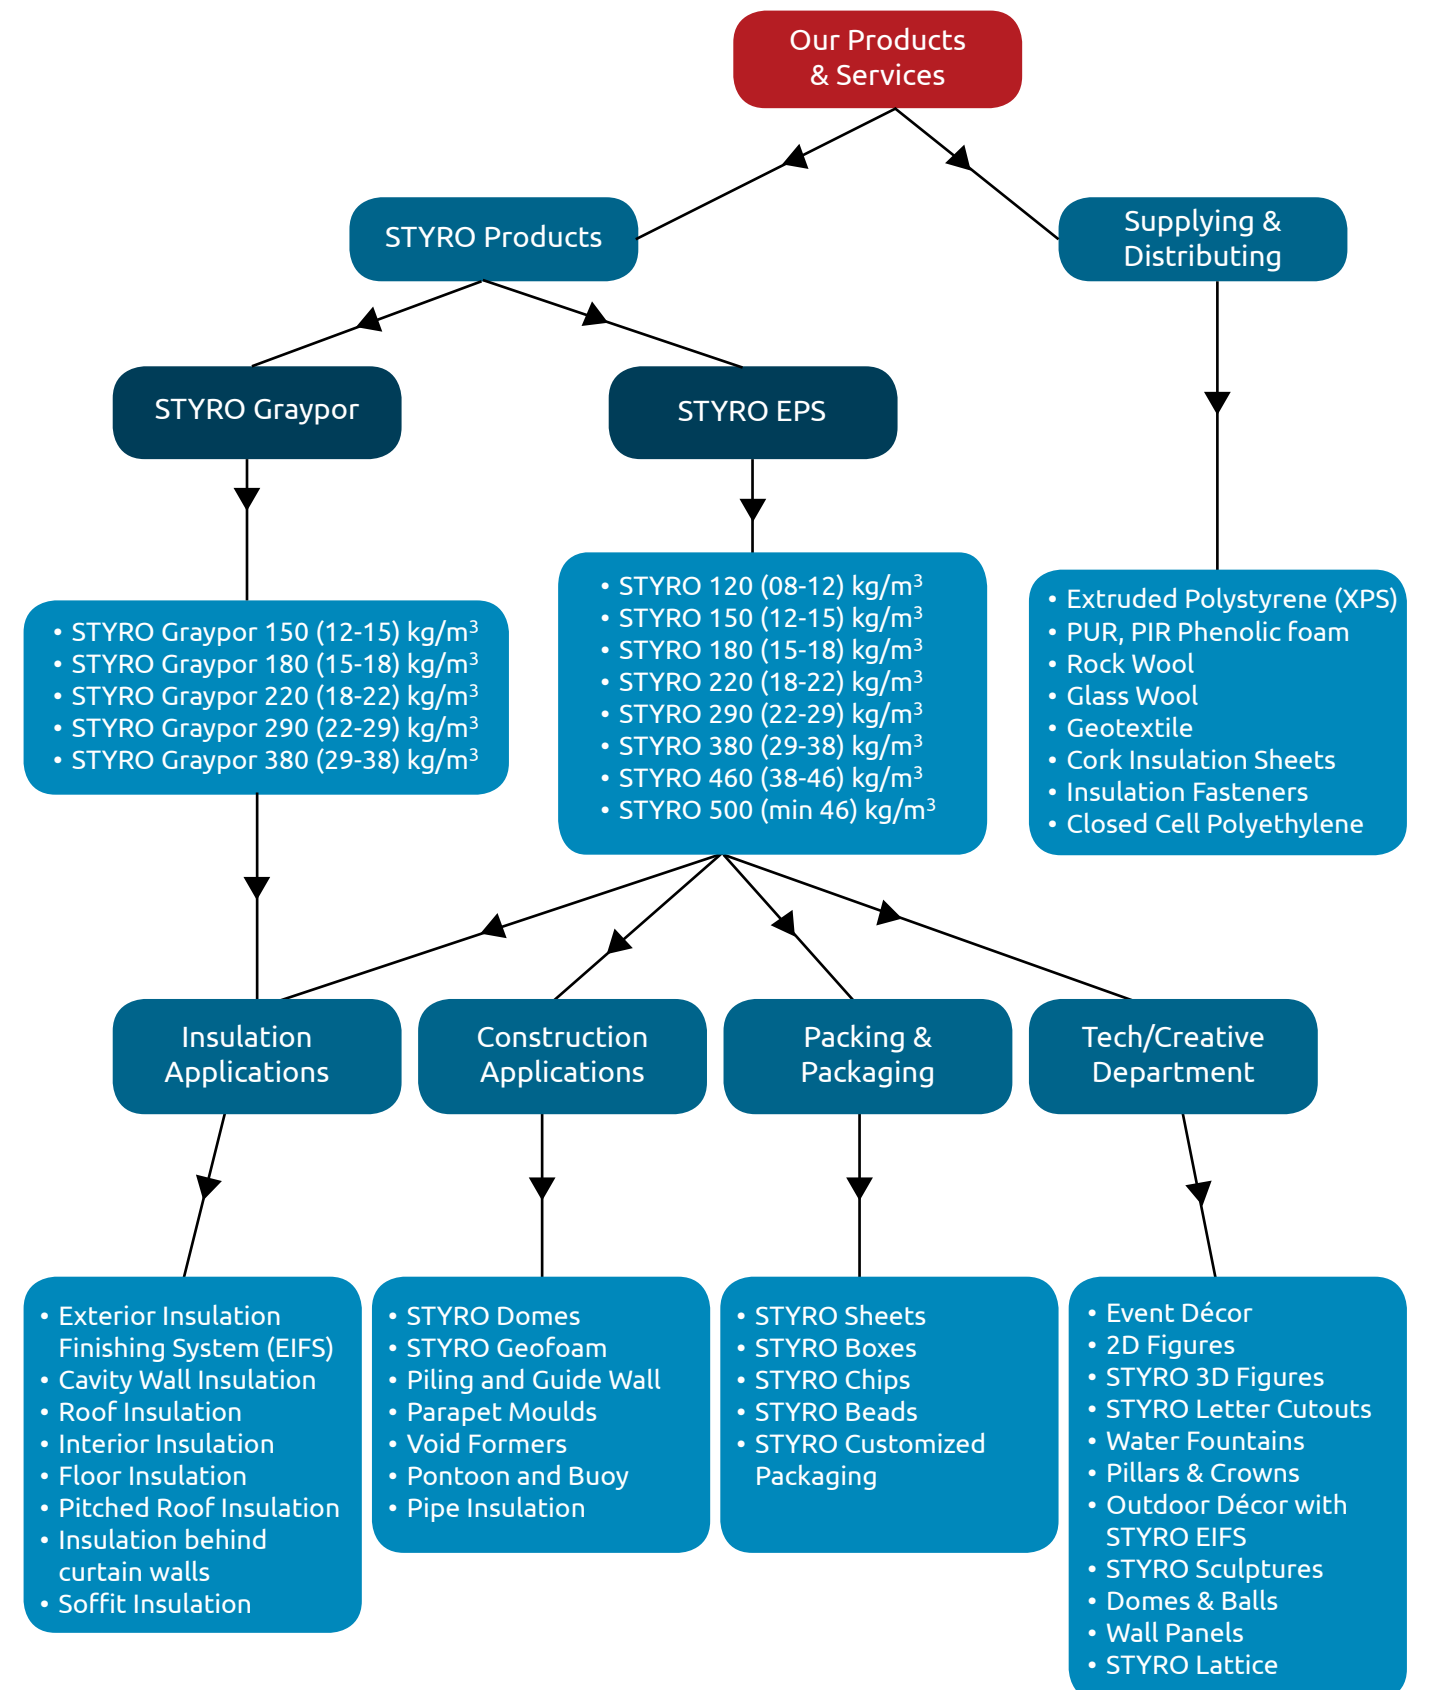 Our Products
& Services
STYRO Products
Supplying &
Distributing
STYRO Graypor
STYRO EPS
• STYRO Graypor 150 (12-15) kg/m³
• STYRO Graypor 180 (15-18) kg/m³
• STYRO Graypor 220 (18-22) kg/m³
• STYRO Graypor 290 (22-29) kg/m³
• STYRO Graypor 380 (29-38) kg/m³
• STYRO 120 (08-12) kg/m³
• STYRO 150 (12-15) kg/m³
• STYRO 180 (15-18) kg/m³
• STYRO 220 (18-22) kg/m³
• STYRO 290 (22-29) kg/m³
• STYRO 380 (29-38) kg/m³
• STYRO 460 (38-46) kg/m³
• STYRO 500 (min 46) kg/m³
• Extruded Polystyrene (XPS)
• PUR, PIR Phenolic foam
• Rock Wool
• Glass Wool
• Geotextile
• Cork Insulation Sheets
• Insulation Fasteners
• Closed Cell Polyethylene
Insulation
Applications
Construction
Applications
Packing &
Packaging
Tech/Creative
Department
• Exterior Insulation
Finishing System (EIFS)
• Cavity Wall Insulation
• Roof Insulation
• Interior Insulation
• Floor Insulation
• Pitched Roof Insulation
• Insulation behind
curtain walls
• Soffit Insulation
• STYRO Domes
• STYRO Geofoam
• Piling and Guide Wall
• Parapet Moulds
• Void Formers
• Pontoon and Buoy
• Pipe Insulation
• STYRO Sheets
• STYRO Boxes
• STYRO Chips
• STYRO Beads
• STYRO Customized
Packaging
• Event Décor
• 2D Figures
• STYRO 3D Figures
• STYRO Letter Cutouts
• Water Fountains
• Pillars & Crowns
• Outdoor Décor with
STYRO EIFS
• STYRO Sculptures
• Domes & Balls
• Wall Panels
• STYRO Lattice